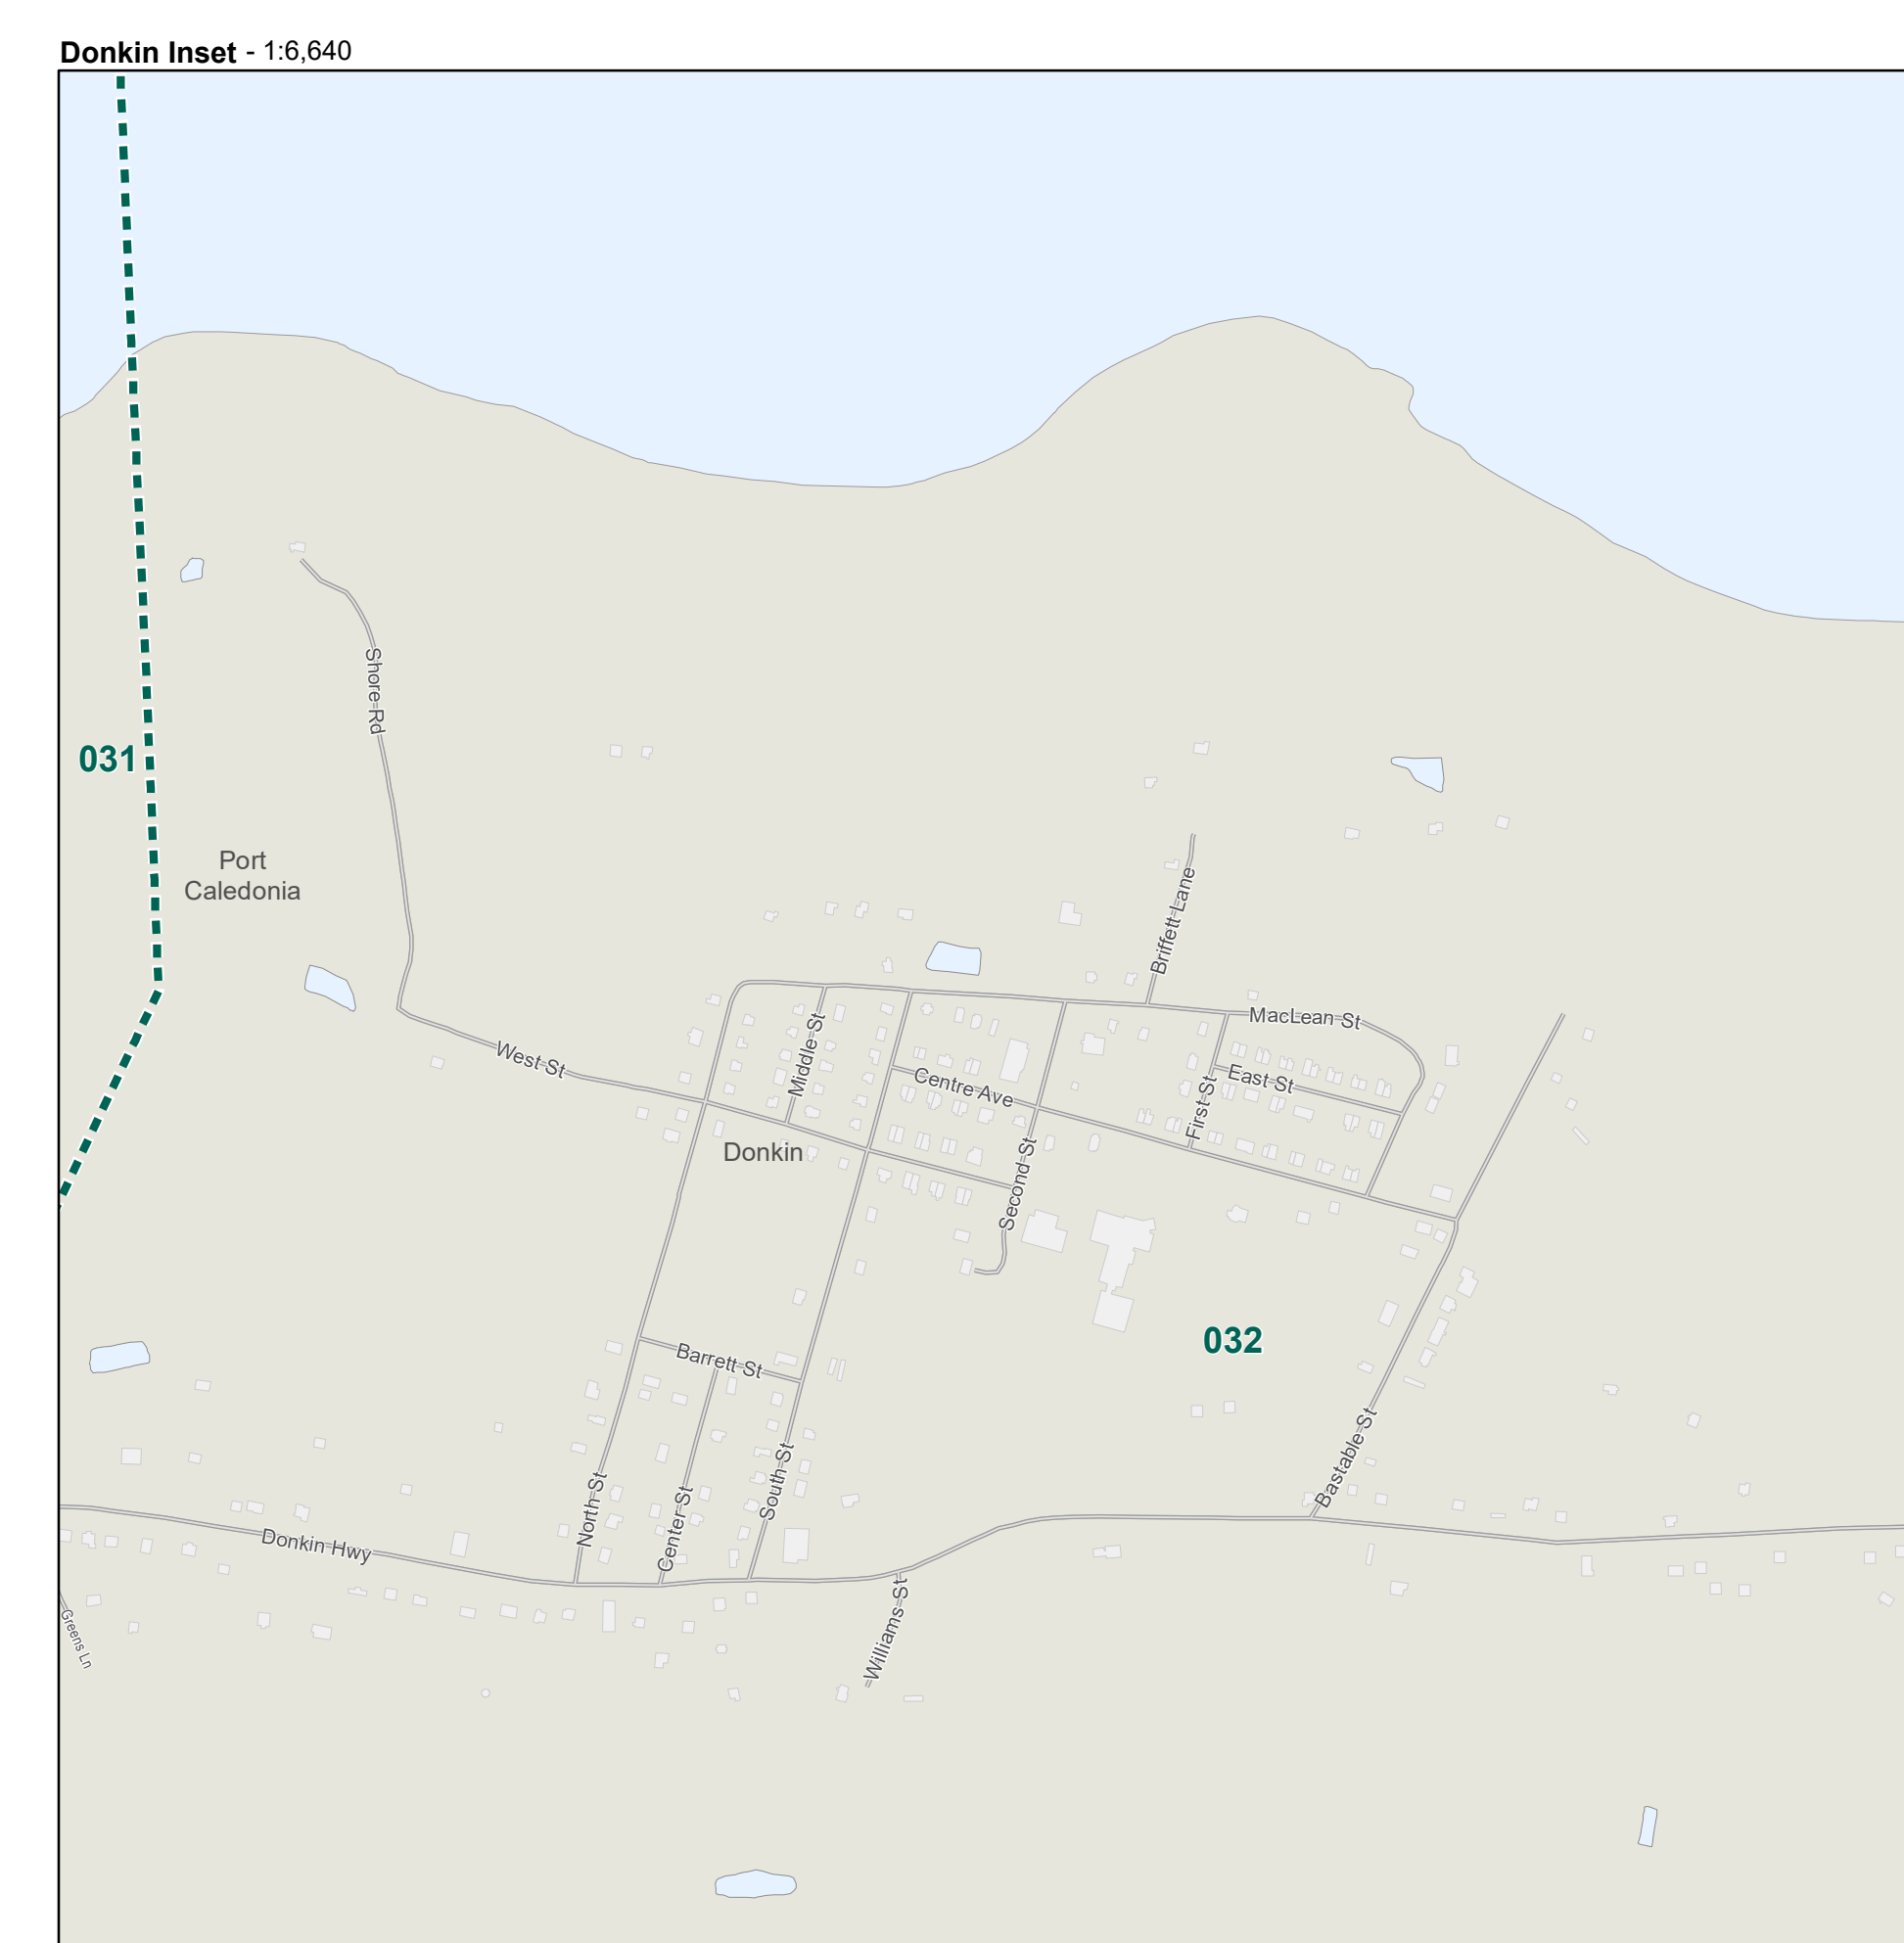 Donkin Inset - 1:6,640
Shore Rd
031
Port
Caledonia
Briffett Lane
MacLean St
West St
Middle St
Centre Ave
East St
First St
Donkin
Second St
032
Barrett St
Bastable St
South St
North St
Center St
Donkin Hwy
Williams St
Greens Ln